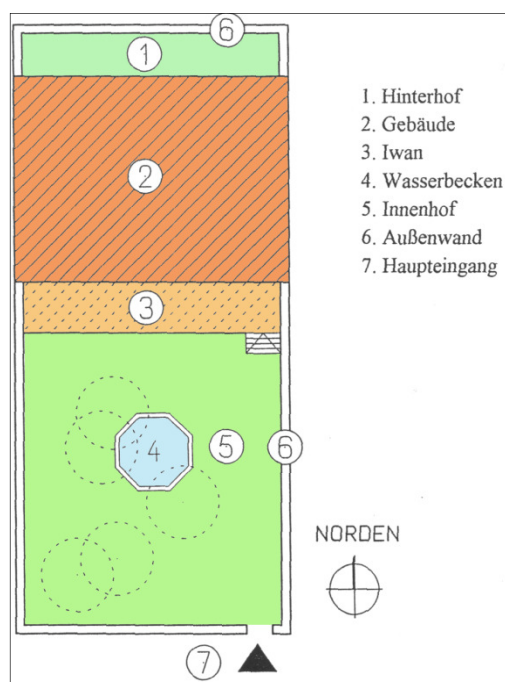 6
1
2
3
4
5
6
7
1. Hinterhof
2. Gebäude
3. Iwan
4. Wasserbecken
5. Innenhof
6. Außenwand
7. Haupteingang
NORDEN